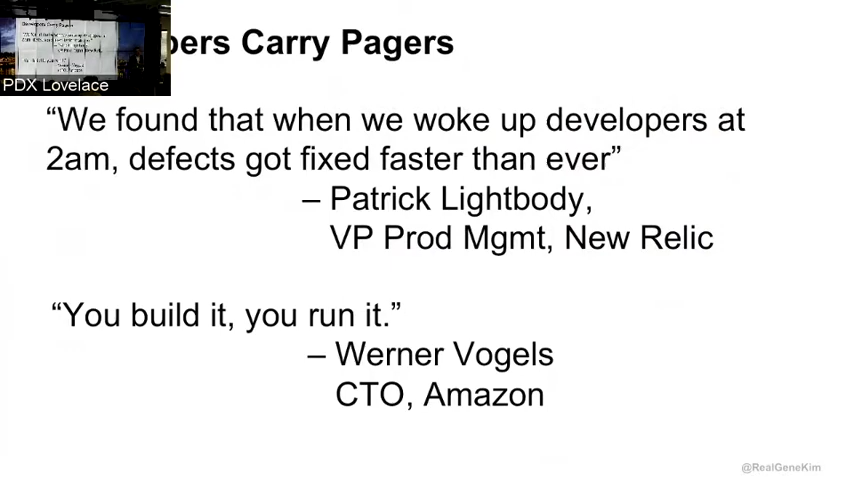 pers Carry Pagers
PDX Lovelace
“We found that when we woke up developers at
2am, defects got fixed faster than ever”
– Patrick Lightbody,
VP Prod Mgmt, New Relic
“You build it, you run it.”
– Werner Vogels
CTO, Amazon
@RealGeneKim